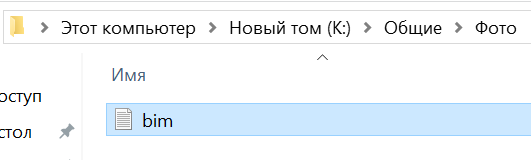 Этот компьютер > Новый том (K:) > Общие > Фото
Имя
оступ
bim
стол